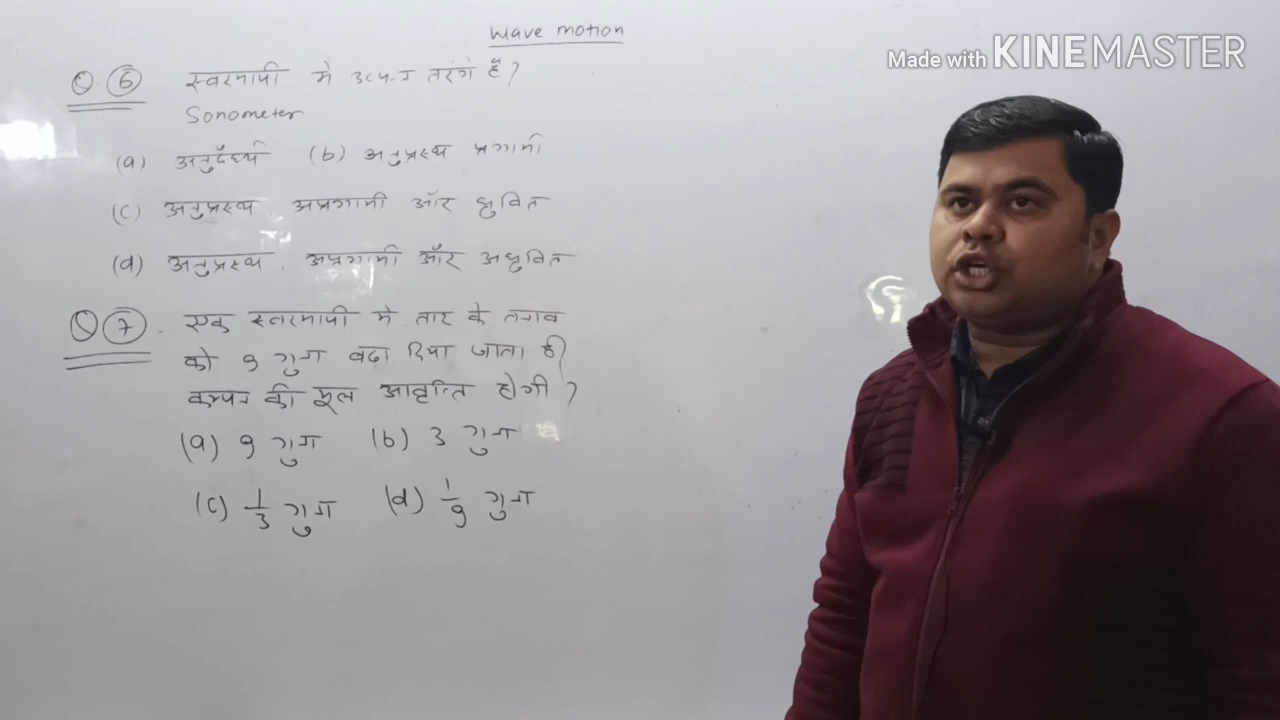 Wave motion
Made with KINEMASTER
Q 6 स्वरमापी मे उत्पन्न तरंगे हैं?
Sonometer
(a) अनुदैर्ध्य (b) अनुप्रस्थ प्रगामी
(c) अनुप्रस्थ, अप्रगामी और ध्रुवित
(d) अनुप्रस्थ, अप्रगामी और अध्रुवित
Q 7. एक स्वरमापी मे तार के तनाव
को 9 गुना बढ़ा दिया जाता है।
कम्पन की मूल आवृत्ति होगी?
(a) 9 गुना (b) 3 गुना
(c) 1/3 गुना (d) 1/9 गुना